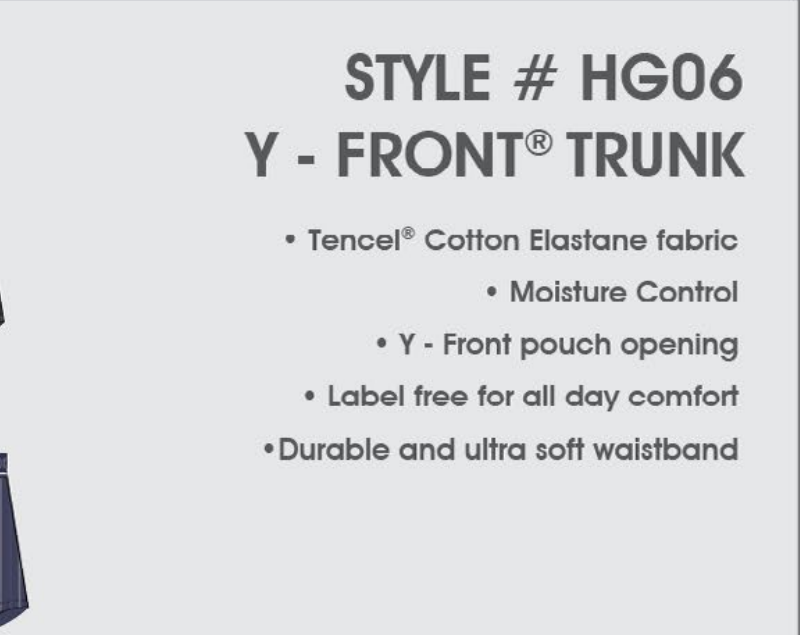 STYLE # HG06
Y - FRONT® TRUNK
• Tencel® Cotton Elastane fabric
• Moisture Control
• Y - Front pouch opening
• Label free for all day comfort
•Durable and ultra soft waistband